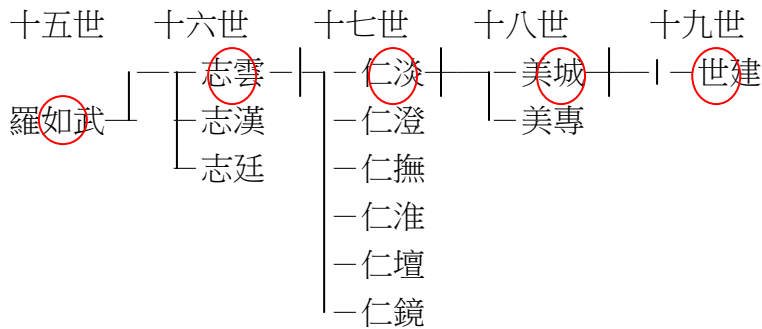 十五世 十六世 十七世 十八世 十九世
志雲 仁淡 美城 世建
羅如武 志漢 仁澄 美專
志廷 仁撫
仁淮
仁壇
仁鏡